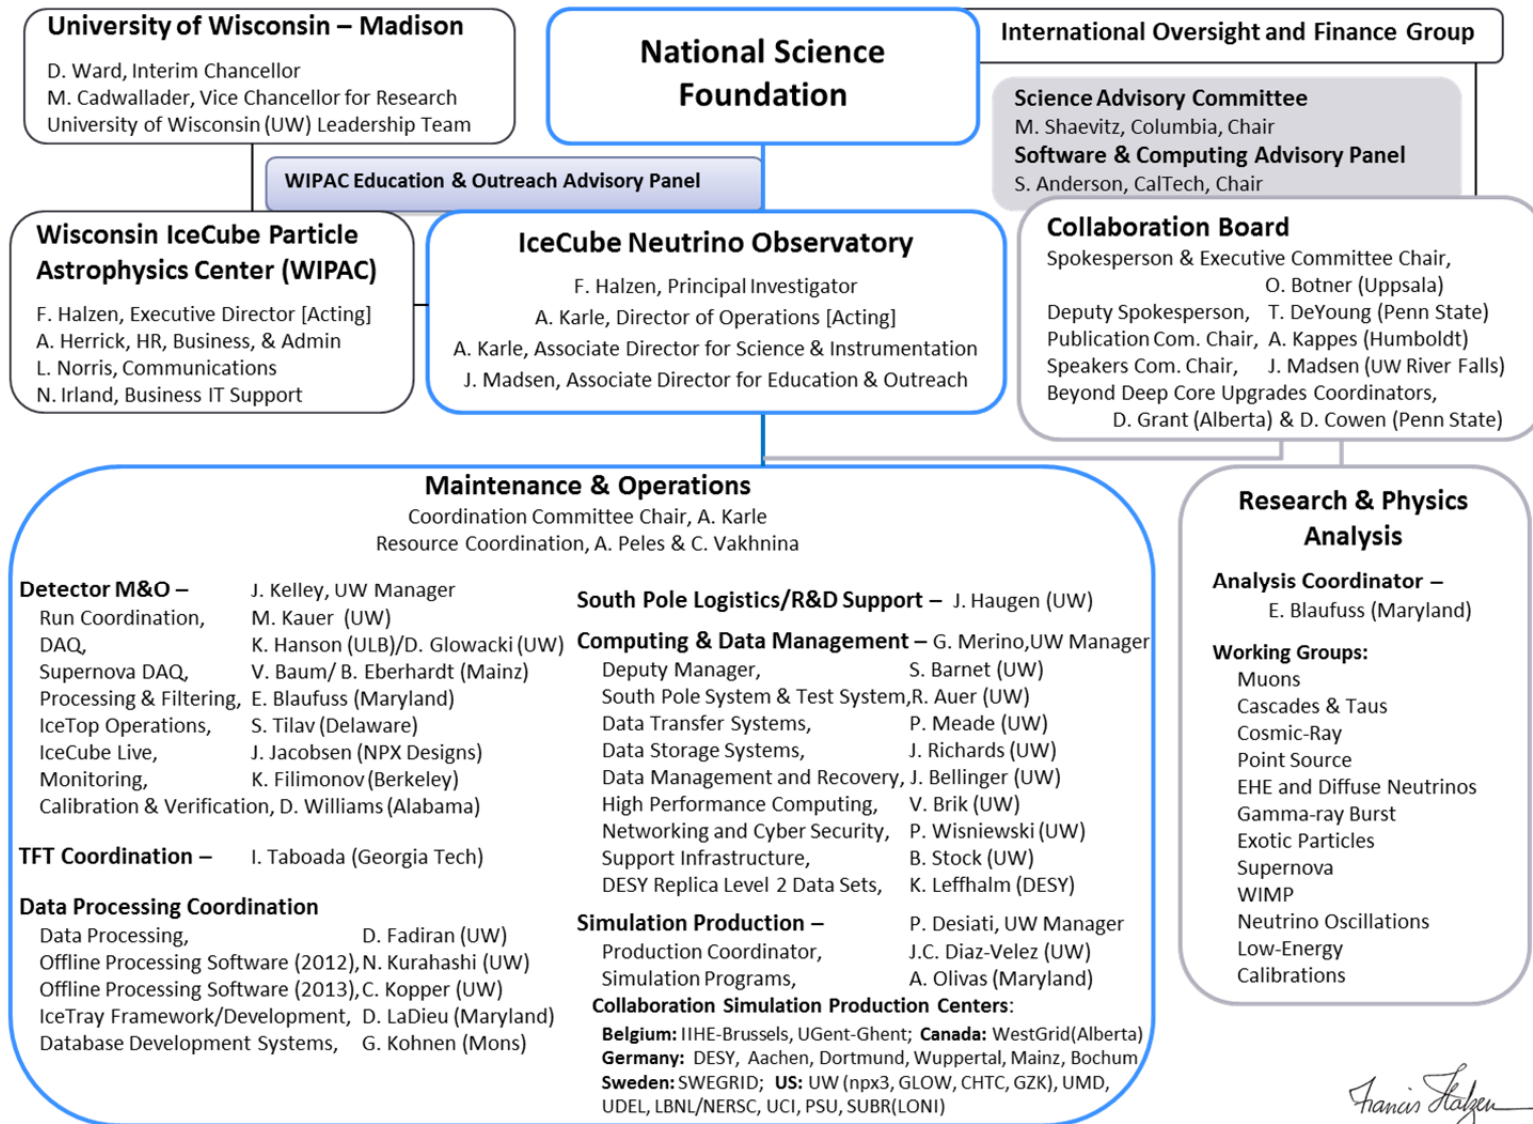 University of Wisconsin – Madison
D. Ward, Interim Chancellor
M. Cadwallader, Vice Chancellor for Research
University of Wisconsin (UW) Leadership Team
National Science
Foundation
International Oversight and Finance Group
Science Advisory Committee
M. Shaevitz, Columbia, Chair
Software & Computing Advisory Panel
S. Anderson, CalTech, Chair
WIPAC Education & Outreach Advisory Panel
Wisconsin IceCube Particle
Astrophysics Center (WIPAC)
F. Halzen, Executive Director [Acting]
A. Herrick, HR, Business, & Admin
L. Norris, Communications
N. Irland, Business IT Support
IceCube Neutrino Observatory
F. Halzen, Principal Investigator
A. Karle, Director of Operations [Acting]
A. Karle, Associate Director for Science & Instrumentation
J. Madsen, Associate Director for Education & Outreach
Collaboration Board
Spokesperson & Executive Committee Chair,
O. Botner (Uppsala)
Deputy Spokesperson, T. DeYoung (Penn State)
Publication Com. Chair, A. Kappes (Humboldt)
Speakers Com. Chair, J. Madsen (UW River Falls)
Beyond Deep Core Upgrades Coordinators,
D. Grant (Alberta) & D. Cowen (Penn State)
Maintenance & Operations
Coordination Committee Chair, A. Karle
Resource Coordination, A. Peles & C. Vakhnina
Detector M&O – J. Kelley, UW Manager
Run Coordination, M. Kauer (UW)
DAQ, K. Hanson (ULB)/D. Glowacki (UW)
Supernova DAQ, V. Baum/ B. Eberhardt (Mainz)
Processing & Filtering, E. Blaufuss (Maryland)
IceTop Operations, S. Tilav (Delaware)
IceCube Live, J. Jacobsen (NPX Designs)
Monitoring, K. Filimonov (Berkeley)
Calibration & Verification, D. Williams (Alabama)
TFT Coordination – I. Taboada (Georgia Tech)
Data Processing Coordination
Data Processing, D. Fadiran (UW)
Offline Processing Software (2012), N. Kurahashi (UW)
Offline Processing Software (2013), C. Kopper (UW)
IceTray Framework/Development, D. LaDieu (Maryland)
Database Development Systems, G. Kohnen (Mons)
South Pole Logistics/R&D Support – J. Haugen (UW)
Computing & Data Management – G. Merino,UW Manager
Deputy Manager, S. Barnet (UW)
South Pole System & Test System, R. Auer (UW)
Data Transfer Systems, P. Meade (UW)
Data Storage Systems, J. Richards (UW)
Data Management and Recovery, J. Bellinger (UW)
High Performance Computing, V. Brik (UW)
Networking and Cyber Security, P. Wisniewski (UW)
Support Infrastructure, B. Stock (UW)
DESY Replica Level 2 Data Sets, K. Leffhalm (DESY)
Simulation Production – P. Desiati, UW Manager
Production Coordinator, J.C. Diaz-Velez (UW)
Simulation Programs, A. Olivas (Maryland)
Collaboration Simulation Production Centers:
Belgium: IIHE-Brussels, UGent-Ghent; Canada: WestGrid(Alberta)
Germany: DESY, Aachen, Dortmund, Wuppertal, Mainz, Bochum
Sweden: SWEGRID; US: UW (npx3, GLOW, CHTC, GZK), UMD,
UDEL, LBNL/NERSC, UCI, PSU, SUBR(LONI)
Research & Physics
Analysis
Analysis Coordinator –
E. Blaufuss (Maryland)
Working Groups:
Muons
Cascades & Taus
Cosmic-Ray
Point Source
EHE and Diffuse Neutrinos
Gamma-ray Burst
Exotic Particles
Supernova
WIMP
Neutrino Oscillations
Low-Energy
Calibrations
Francis Halzen